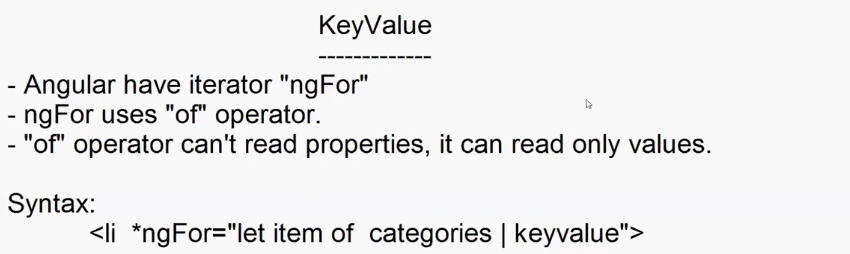 KeyValue
-------------
- Angular have iterator "ngFor"
- ngFor uses "of" operator.
- "of" operator can't read properties, it can read only values.
Syntax:
<li  *ngFor="let item of  categories | keyvalue">